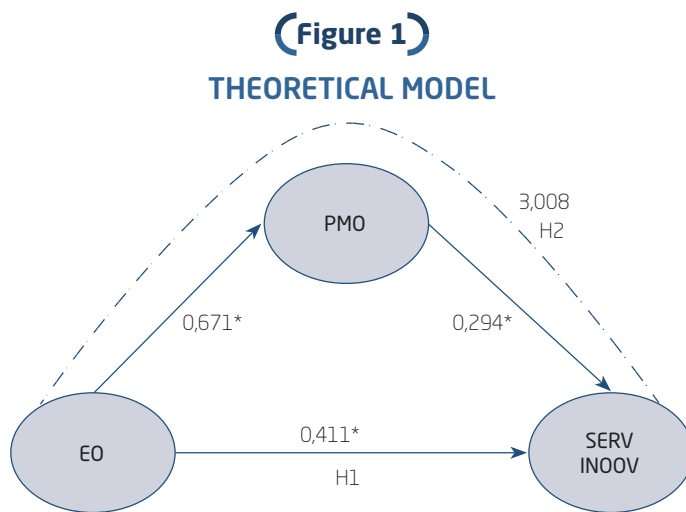 (Figure 1)
THEORETICAL MODEL
3,008
H2
PMO
0,671*
0,294*
0,411*
EO
H1
SERV
INOOV